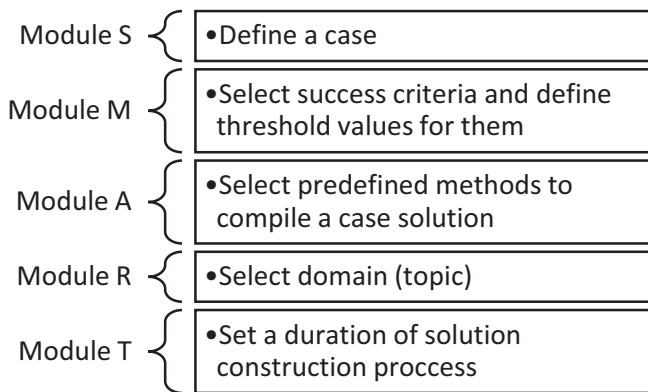 Module S
•Define a case
Module M
•Select success criteria and define
threshold values for them
Module A
•Select predefined methods to
compile a case solution
Module R
•Select domain (topic)
Module T
•Set a duration of solution
construction proccess